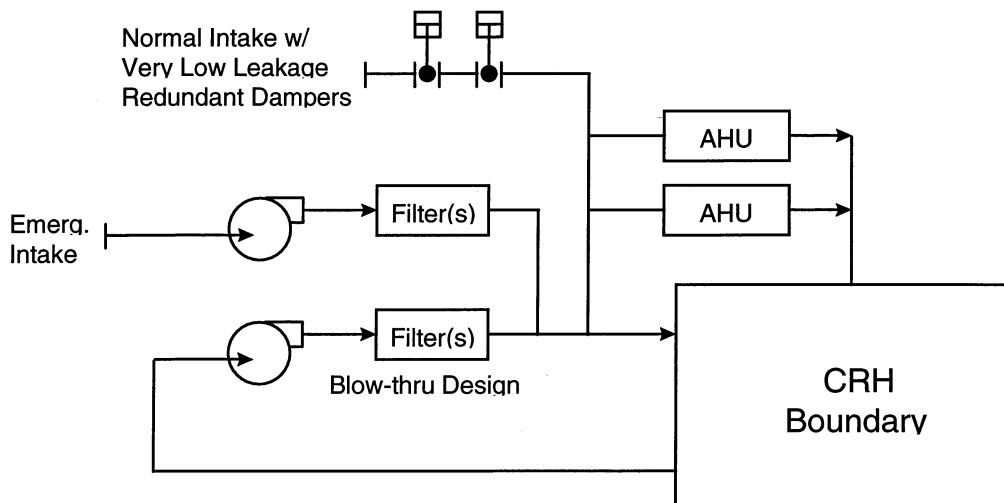 Normal Intake w/
Very Low Leakage
Redundant Dampers
AHU
AHU
Emerg.
Intake
Filter(s)
Filter(s)
Blow-thru Design
CRH
Boundary